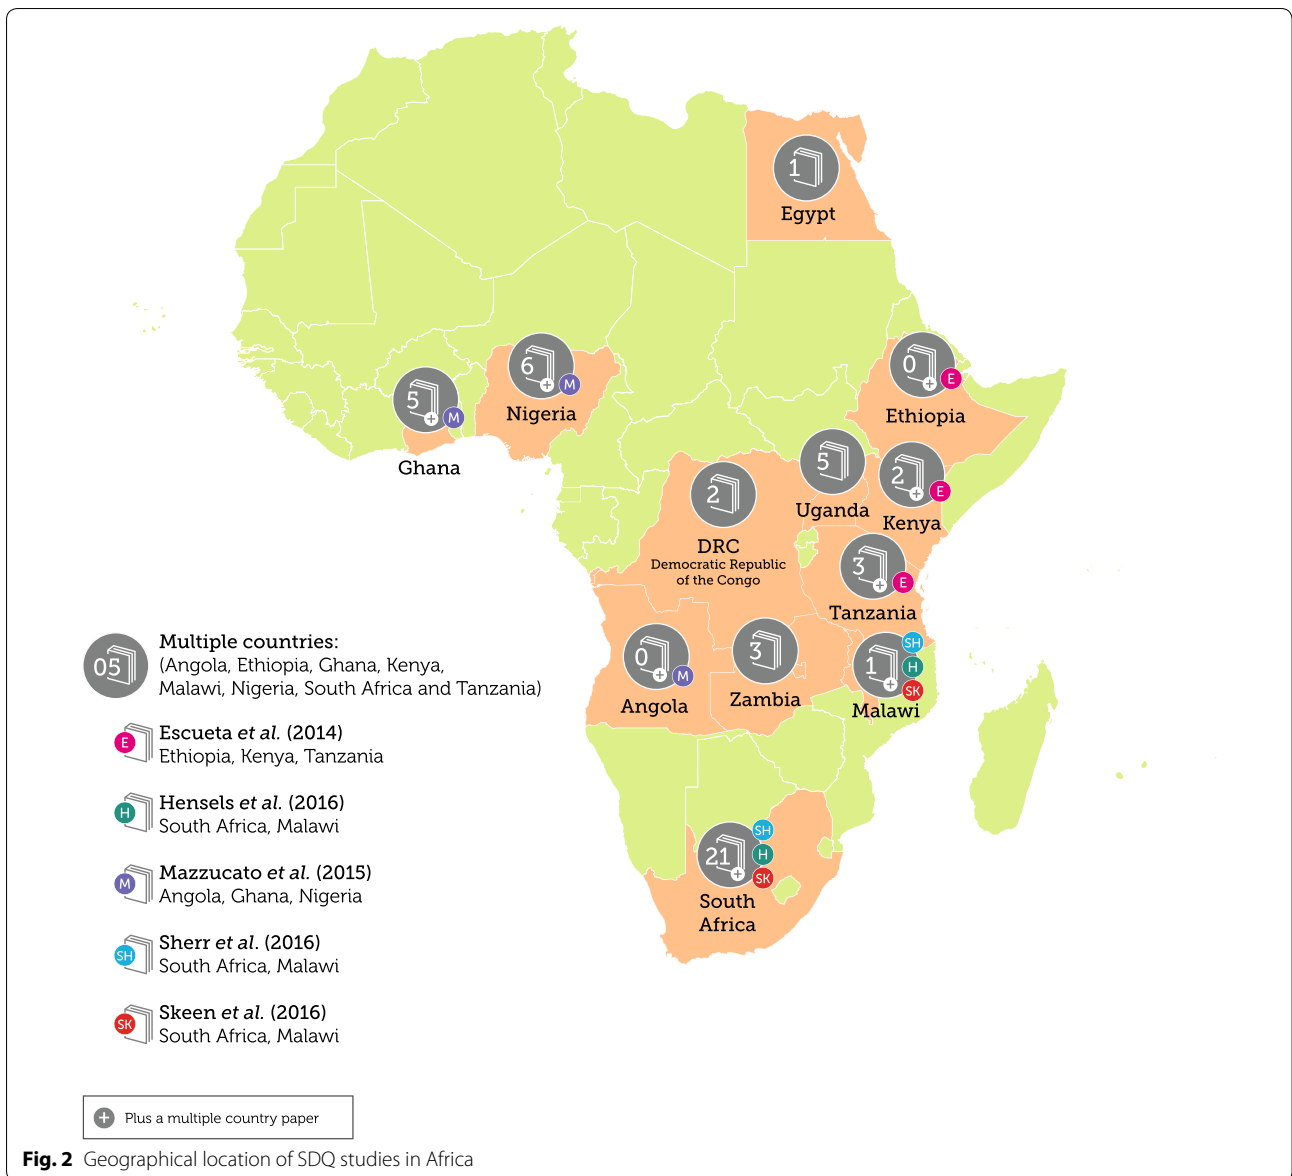 1
Egypt
6
M
Nigeria
5
M
Ghana
0
E
Ethiopia
5
Uganda
2
E
Kenya
2
DRC
Democratic Republic
of the Congo
3
E
Tanzania
0
M
Angola
3
Zambia
1
SH
H
SK
Malawi
21
SH
H
SK
South
Africa
05
Multiple countries:
(Angola, Ethiopia, Ghana, Kenya,
Malawi, Nigeria, South Africa and Tanzania)
E
Escueta et al. (2014)
Ethiopia, Kenya, Tanzania
H
Hensels et al. (2016)
South Africa, Malawi
M
Mazzucato et al. (2015)
Angola, Ghana, Nigeria
SH
Sherr et al. (2016)
South Africa, Malawi
SK
Skeen et al. (2016)
South Africa, Malawi
+ Plus a multiple country paper
Fig. 2 Geographical location of SDQ studies in Africa